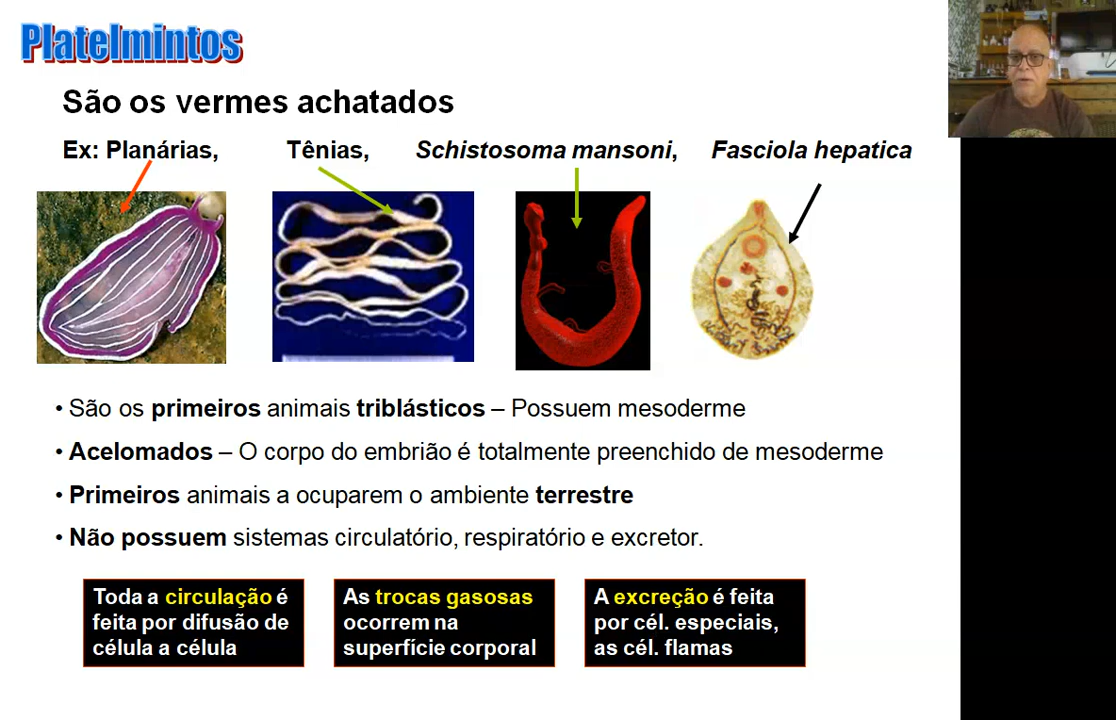 Platelmintos
São os vermes achatados
Ex: Planárias, Tênias, Schistosoma mansoni, Fasciola hepatica
• São os primeiros animais triblásticos – Possuem mesoderme
• Acelomados – O corpo do embrião é totalmente preenchido de mesoderme
• Primeiros animais a ocuparem o ambiente terrestre
• Não possuem sistemas circulatório, respiratório e excretor.
Toda a circulação é
feita por difusão de
célula a célula
As trocas gasosas
ocorrem na
superfície corporal
A excreção é feita
por cél. especiais,
as cél. flamas